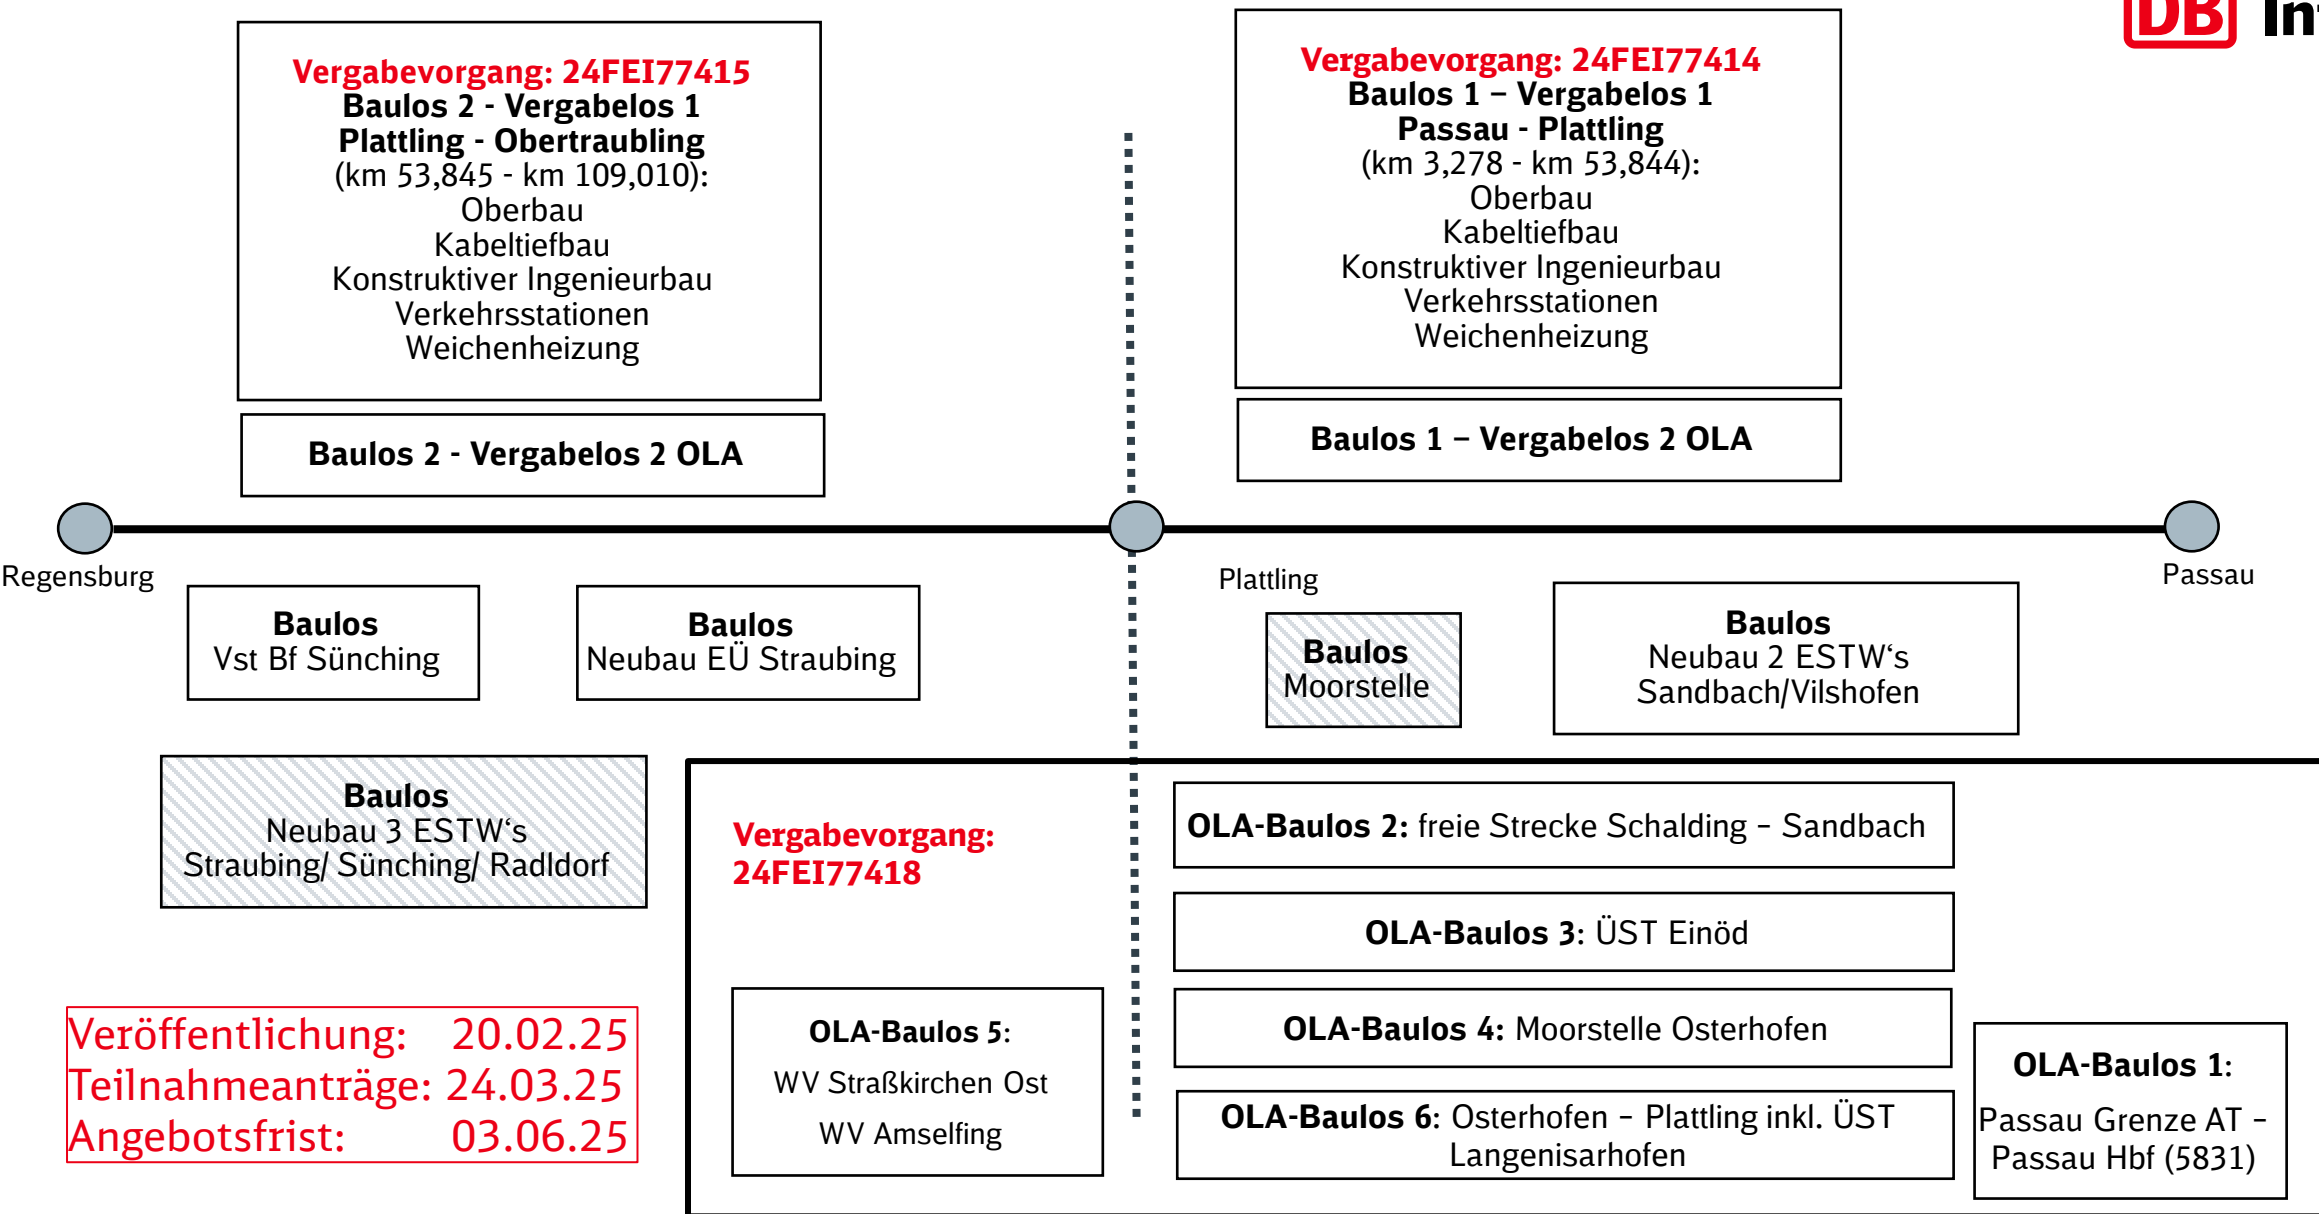 DB
Vergabevorgang: 24FEI77415
Baulos 2 - Vergabelos 1
Plattling - Obertraubling
(km 53,845 - km 109,010):
Oberbau
Kabeltiefbau
Konstruktiver Ingenieurbau
Verkehrsstationen
Weichenheizung
Baulos 2 - Vergabelos 2 OLA
Vergabevorgang: 24FEI77414
Baulos 1 – Vergabelos 1
Passau - Plattling
(km 3,278 - km 53,844):
Oberbau
Kabeltiefbau
Konstruktiver Ingenieurbau
Verkehrsstationen
Weichenheizung
Baulos 1 – Vergabelos 2 OLA
Regensburg
Plattling
Passau
Baulos
Vst Bf Sünching
Baulos
Neubau EÜ Straubing
Baulos
Moorstelle
Baulos
Neubau 2 ESTW‘s
Sandbach/Vilshofen
Baulos
Neubau 3 ESTW‘s
Straubing/ Sünching/ Radldorf
Vergabevorgang:
24FEI77418
OLA-Baulos 2: freie Strecke Schalding – Sandbach
OLA-Baulos 3: ÜST Einöd
OLA-Baulos 4: Moorstelle Osterhofen
OLA-Baulos 6: Osterhofen – Plattling inkl. ÜST
Langenisarhofen
OLA-Baulos 5:
WV Straßkirchen Ost
WV Amselfing
OLA-Baulos 1:
Passau Grenze AT –
Passau Hbf (5831)
Veröffentlichung: 20.02.25
Teilnahmeanträge: 24.03.25
Angebotsfrist: 03.06.25